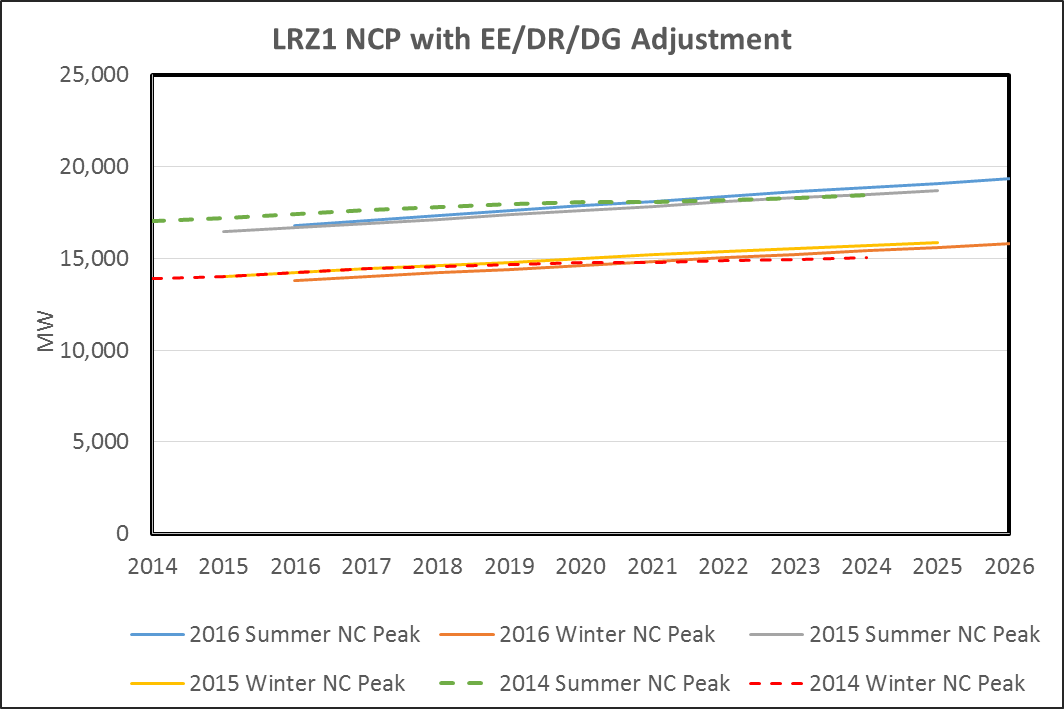 LRZ1 NCP with EE/DR/DG Adjustment
25,000
20,000
15,000
10,000
5,000
0
MW
2014 2015 2016 2017 2018 2019 2020 2021 2022 2023 2024 2025 2026
2016 Summer NC Peak 2016 Winter NC Peak 2015 Summer NC Peak
2015 Winter NC Peak 2014 Summer NC Peak 2014 Winter NC Peak